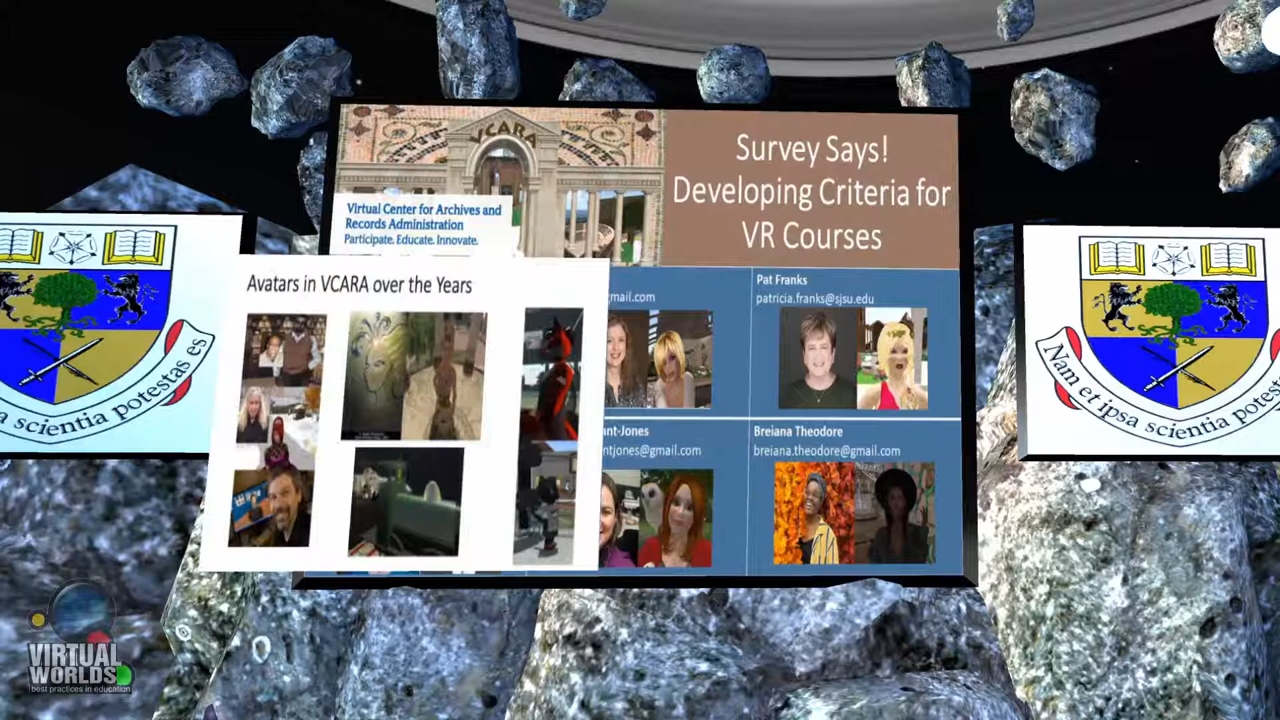 VCARA
Survey Says!
Developing Criteria for
VR Courses
Virtual Center for Archives and
Records Administration
Participate. Educate. Innovate.
Avatars in VCARA over the Years
gmail.com
Pat Franks
patricia.franks@sjsu.edu
ant-Jones
ntjones@gmail.com
Breiana Theodore
breiana.theodore@gmail.com
a scientia potestas es
Nam et ipsa scientia potestas
VIRTUAL
WORLDS
best practices in education